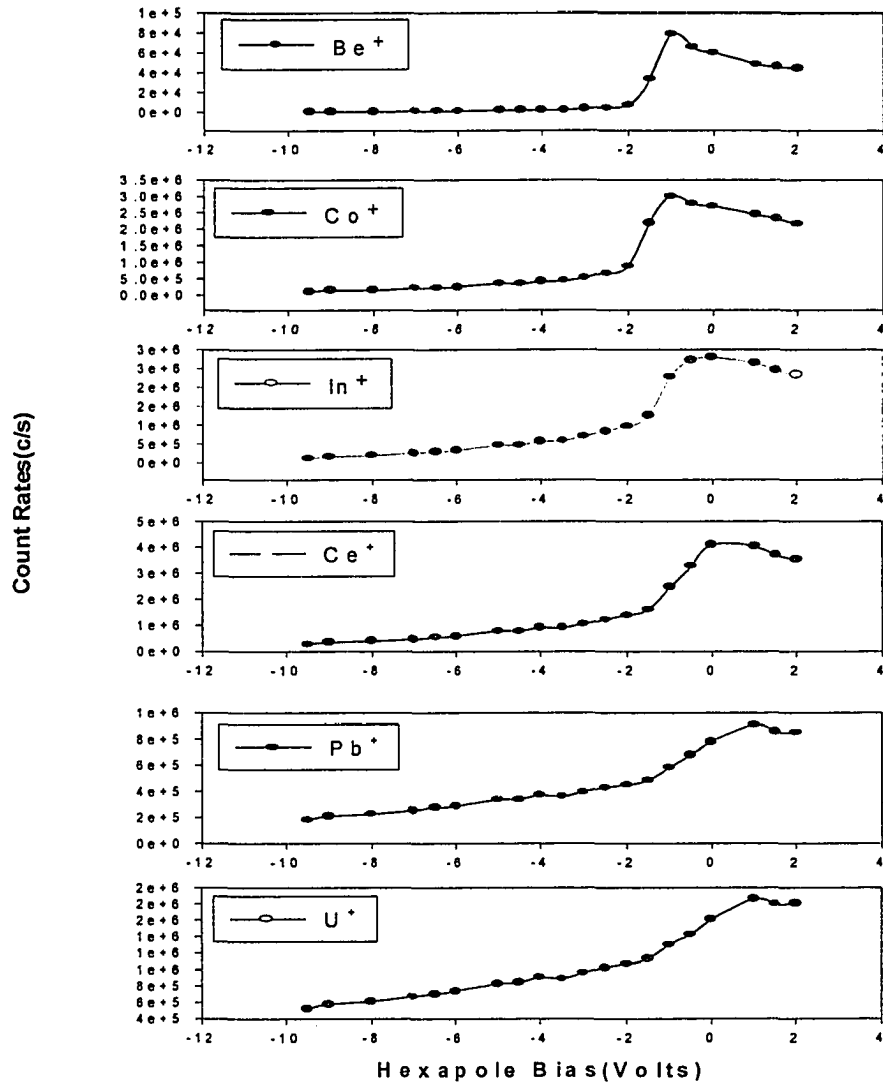 1e+5
8e+4
6e+4
4e+4
2e+4
0e+0
Be+
-12 -10 -8 -6 -4 -2 0 2 4
3.5e+6
3.0e+6
2.5e+6
2.0e+6
1.5e+6
1.0e+6
5.0e+5
0.0e+0
Co+
-12 -10 -8 -6 -4 -2 0 2 4
3e+6
3e+6
2e+6
2e+6
1e+6
5e+5
0e+0
In+
-12 -10 -8 -6 -4 -2 0 2 4
5e+6
4e+6
3e+6
2e+6
1e+6
0e+0
Ce+
-12 -10 -8 -6 -4 -2 0 2 4
1e+6
8e+5
6e+5
4e+5
2e+5
0e+0
Pb+
-12 -10 -8 -6 -4 -2 0 2 4
2e+6
2e+6
2e+6
1e+6
1e+6
1e+6
8e+5
6e+5
4e+5
U+
-12 -10 -8 -6 -4 -2 0 2 4
Count Rates(c/s)
Hexapole Bias(Volts)